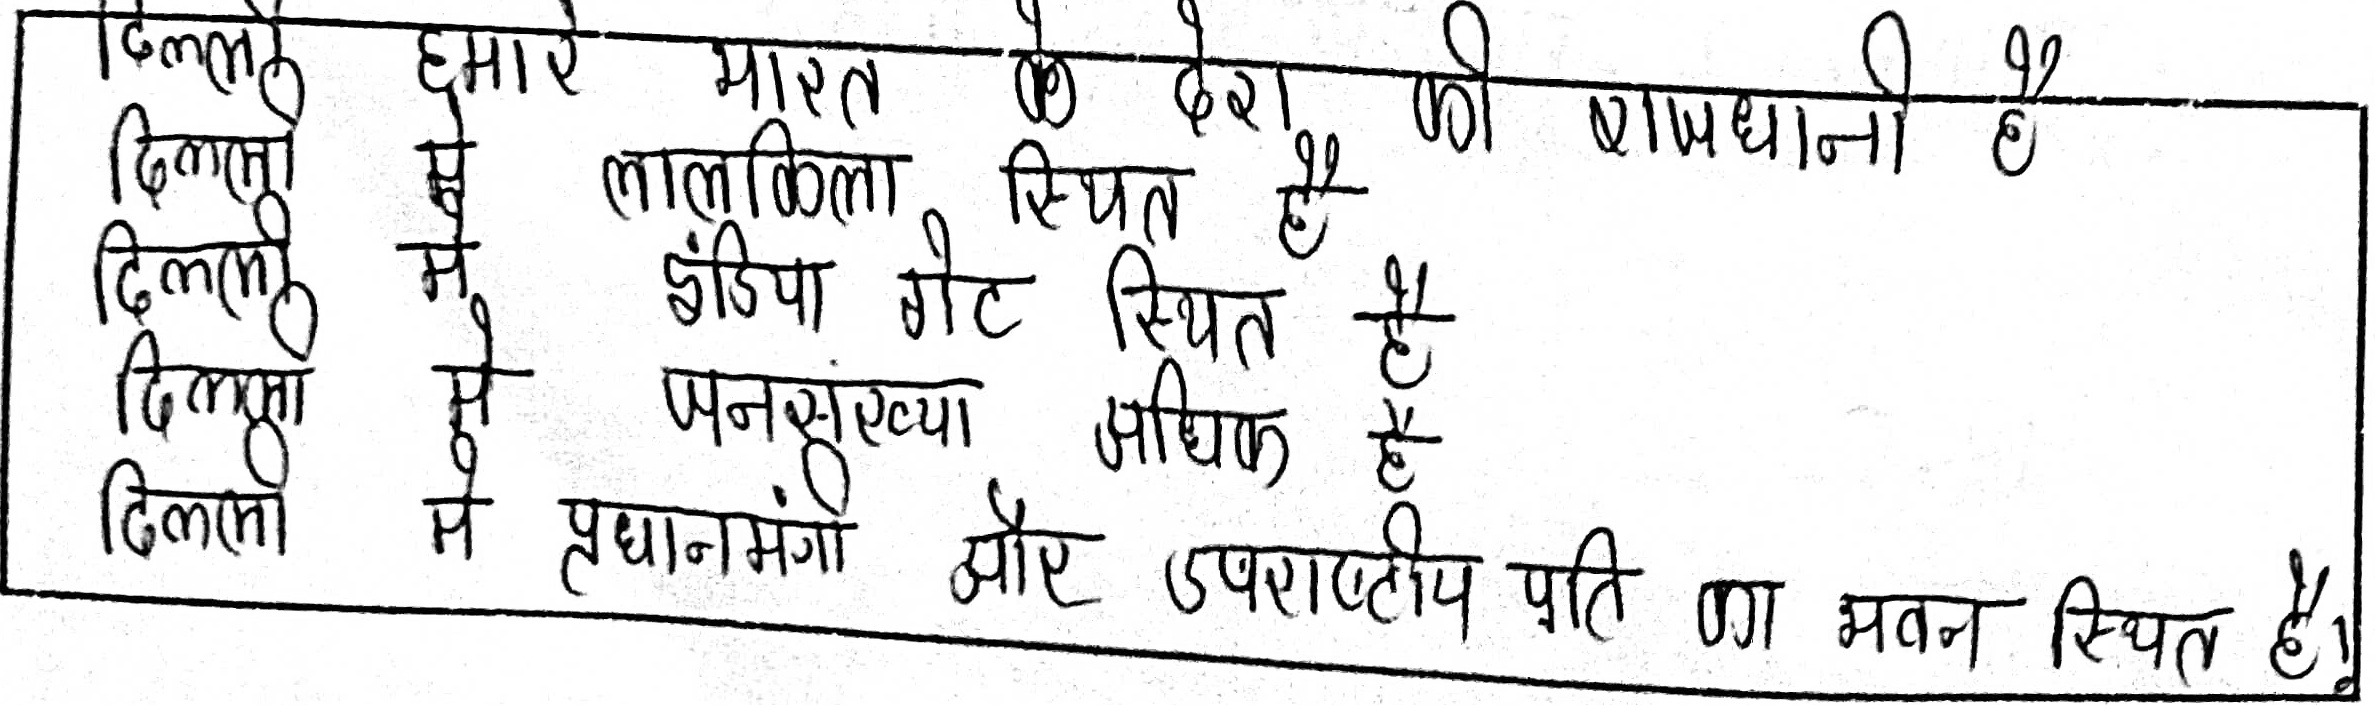 दिल्ली हमारे भारत के देश की राजधानी है
दिल्ली मे लालकिला स्थित है
दिल्ली मे इंडिया गेट स्थित है
दिल्ली मे जनसंख्या अधिक है
दिल्ली मे प्रधानमंत्री और उपराष्टीय पति का भवन स्थित है।